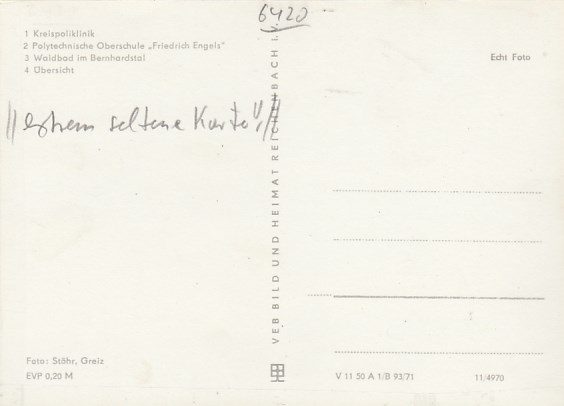 6420
1 Kreispoliklinik
2 Polytechnische Oberschule „Friedrich Engels"
3 Waldbad im Bernhardstal
4 Übersicht
Echt Foto
//extrem seltene Karte!//
VEB BILD UND HEIMAT REICHENBACH i. V.
Foto: Stöhr, Greiz
EVP 0,20 M
V 11 50 A 1/B 93/71
11/4970